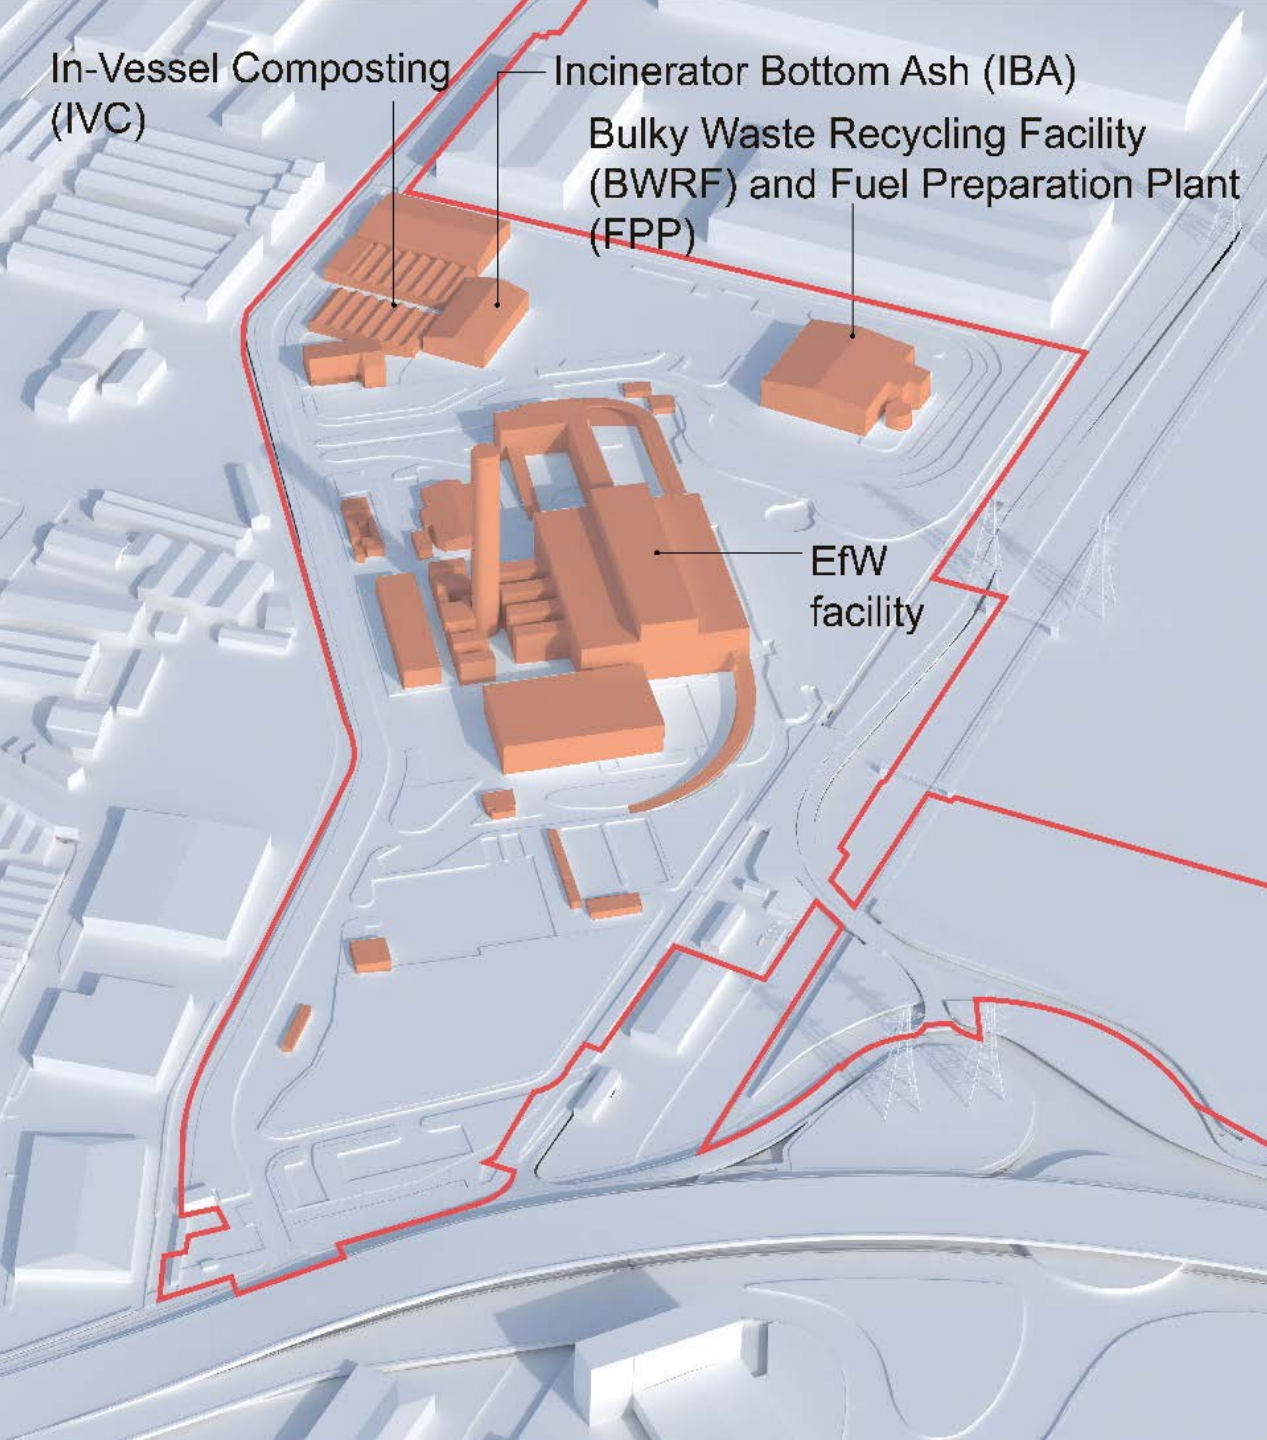 In-Vessel Composting
(IVC)
Incinerator Bottom Ash (IBA)
Bulky Waste Recycling Facility
(BWRF) and Fuel Preparation Plant
(FPP)
EfW
facility